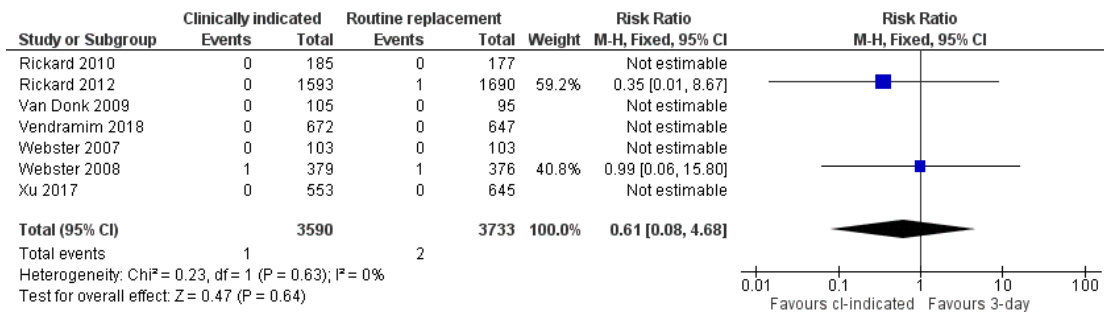 Clinically indicated Routine replacement Risk Ratio Risk Ratio
Study or Subgroup Events Total Events Total Weight M-H, Fixed, 95% CI M-H, Fixed, 95% CI
Rickard 2010 0 185 0 177 Not estimable
Rickard 2012 0 1593 1 1690 59.2% 0.35 [0.01, 8.67]
Van Donk 2009 0 105 0 95 Not estimable
Vendramim 2018 0 672 0 647 Not estimable
Webster 2007 0 103 0 103 Not estimable
Webster 2008 1 379 1 376 40.8% 0.99 [0.06, 15.80]
Xu 2017 0 553 0 645 Not estimable
Total (95% CI) 3590 3733 100.0% 0.61 [0.08, 4.68]
Total events 1 2
Heterogeneity: Chi² = 0.23, df = 1 (P = 0.63); I² = 0%
Test for overall effect: Z = 0.47 (P = 0.64)
0.01 0.1 1 10 100
Favours cl-indicated Favours 3-day